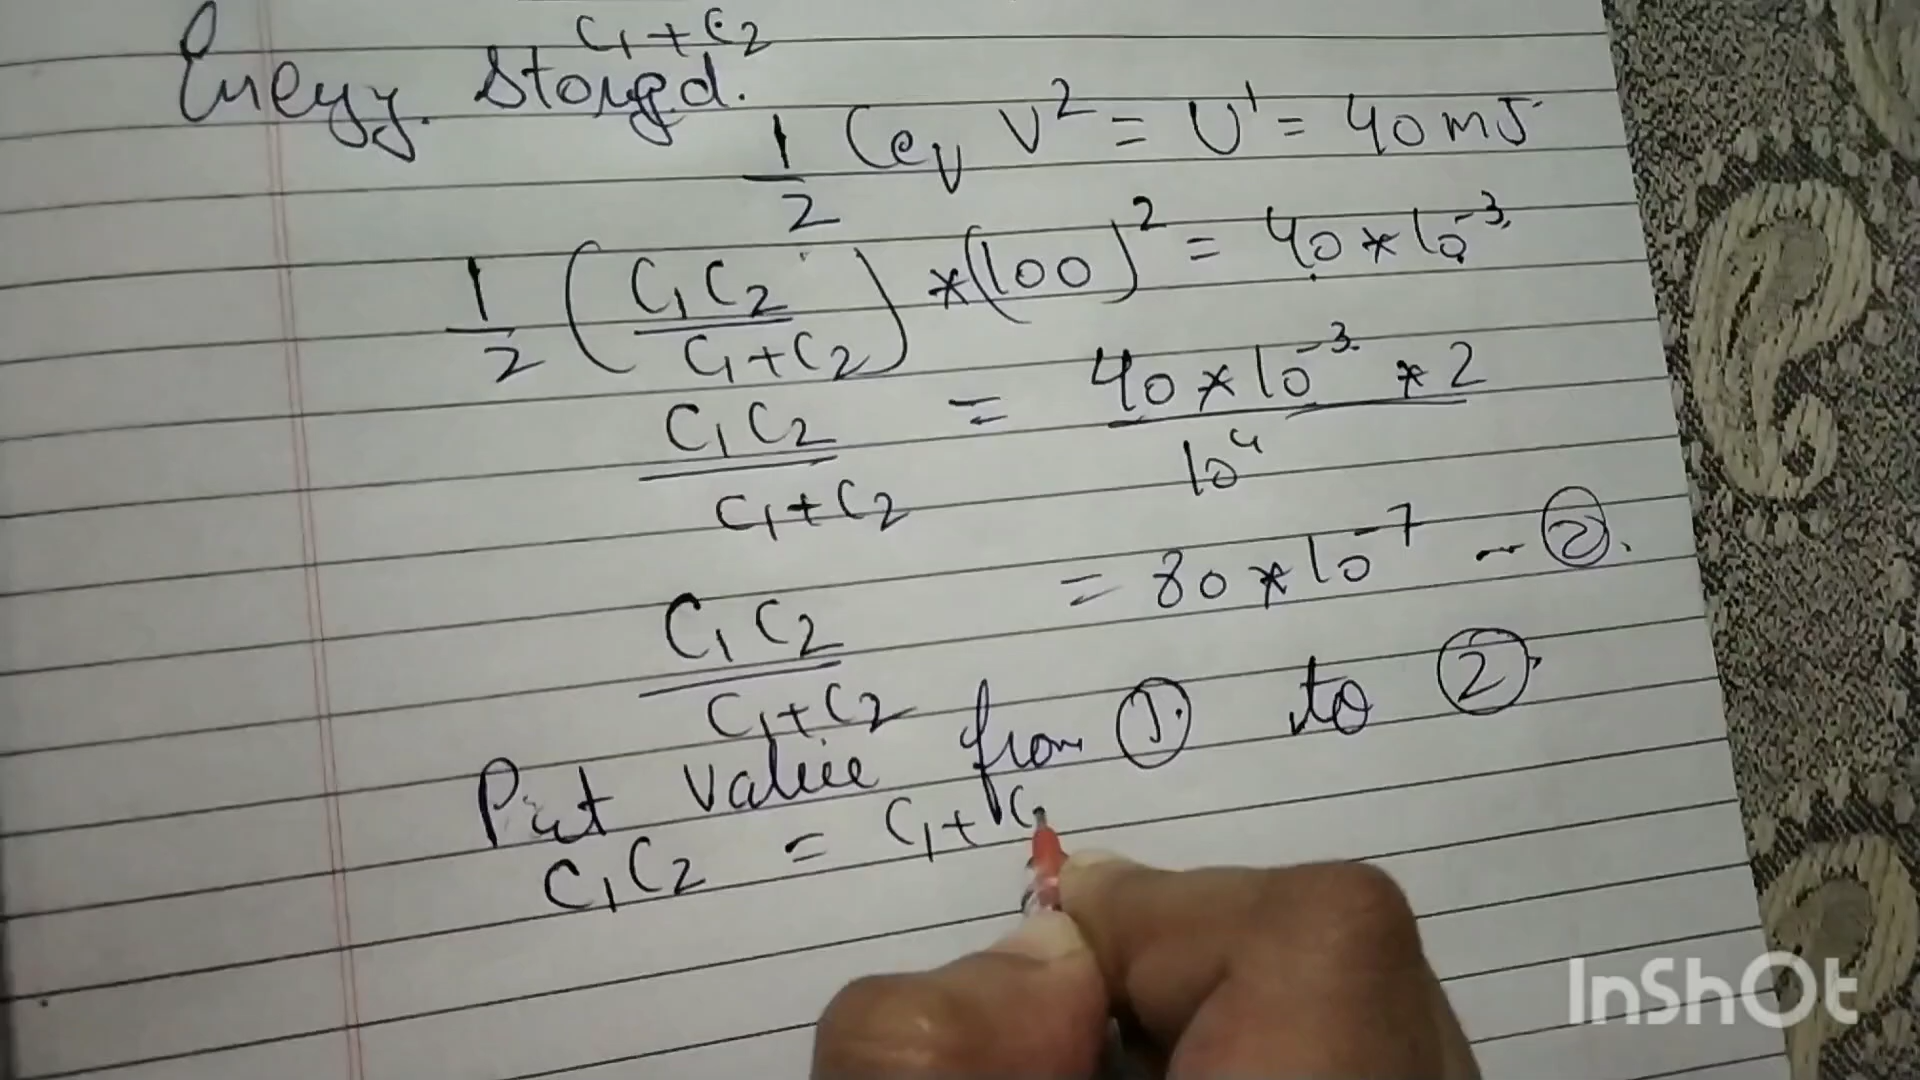 C₁ + C₂
Energy Stored.
1/2 Ceq V² = U' = 40 mJ
1/2 (C₁C₂ / C₁+C₂) * (100)² = 40 * 10⁻³
C₁C₂ / C₁+C₂ = 40 * 10⁻³ * 2 / 10⁴
C₁C₂ / C₁+C₂ = 80 * 10⁻⁷ - ②.
Put value from ① to ②.
C₁C₂ = C₁ + C
InShOt